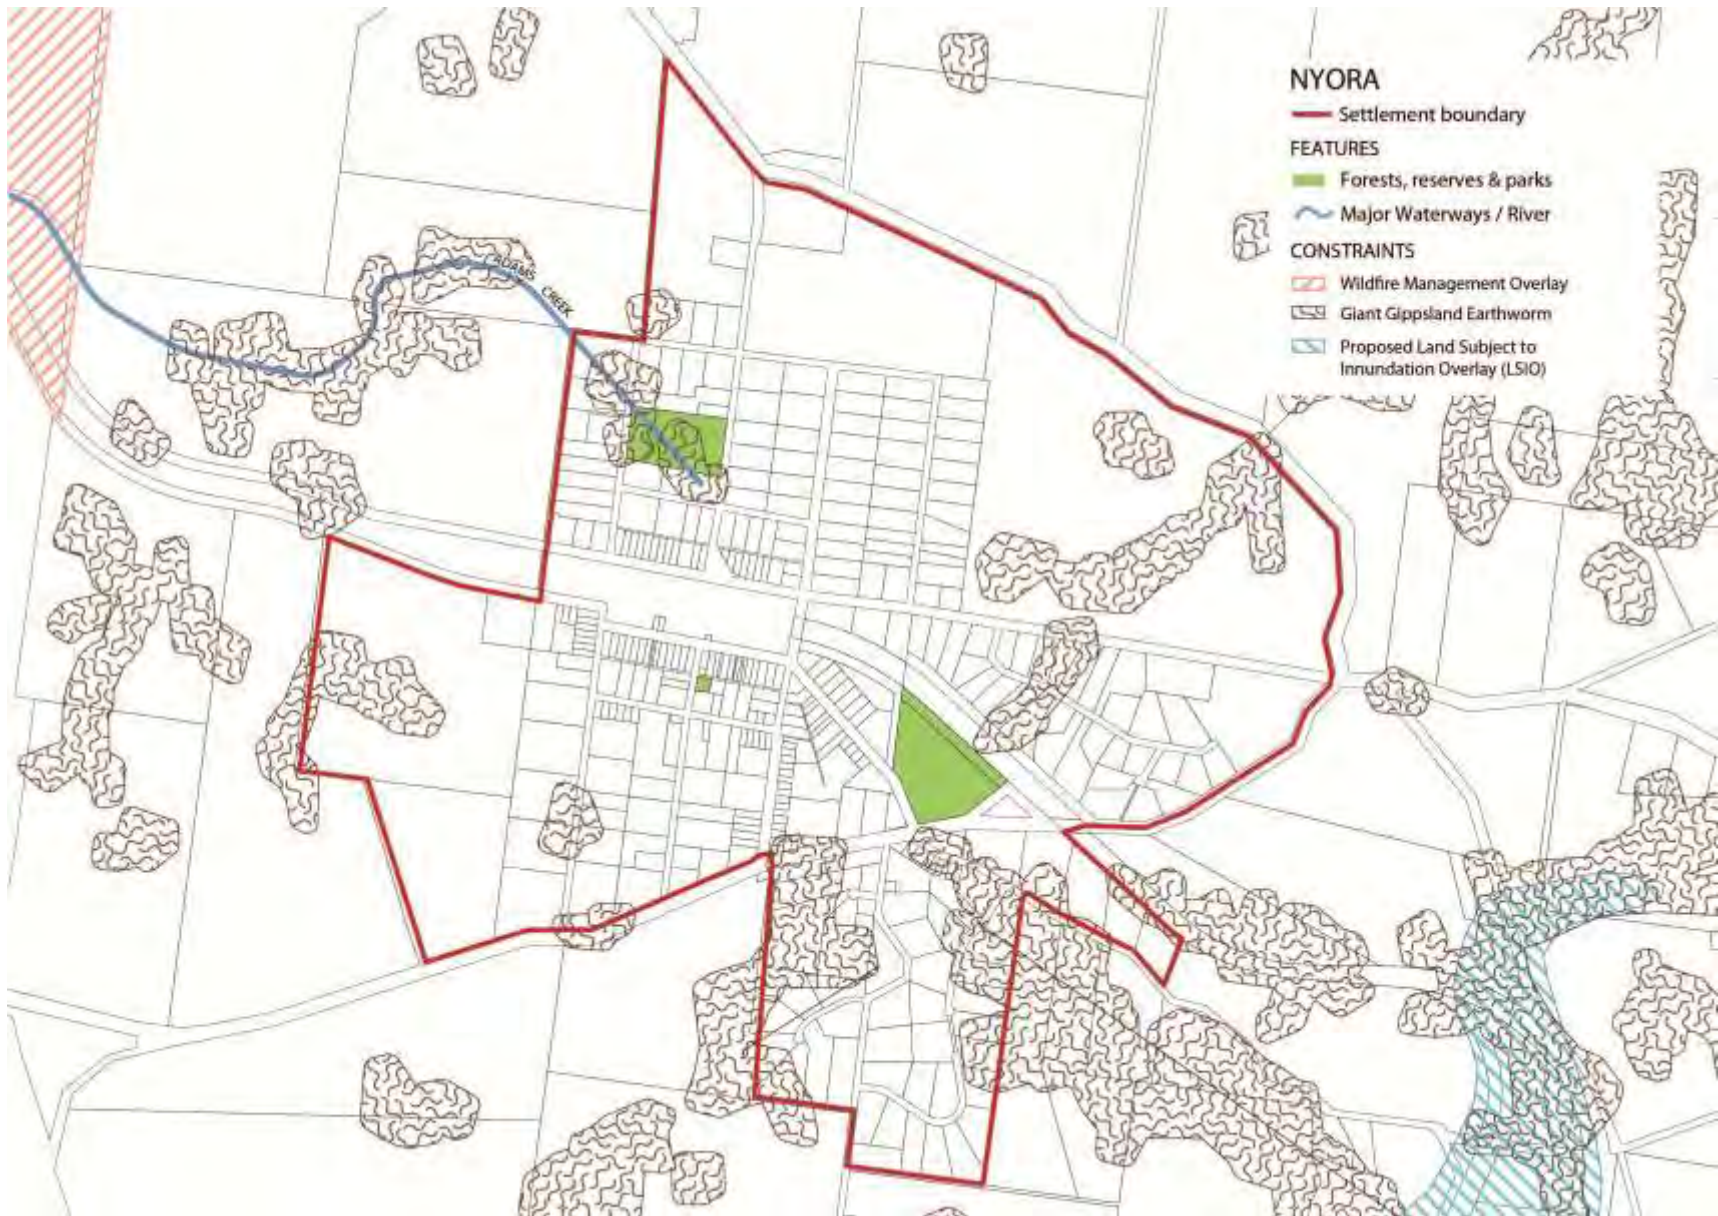 NYORA
Settlement boundary
FEATURES
Forests, reserves & parks
Major Waterways / River
CONSTRAINTS
Wildfire Management Overlay
Giant Gippsland Earthworm
Proposed Land Subject to
Innundation Overlay (LSIO)
ADAMS
CREEK